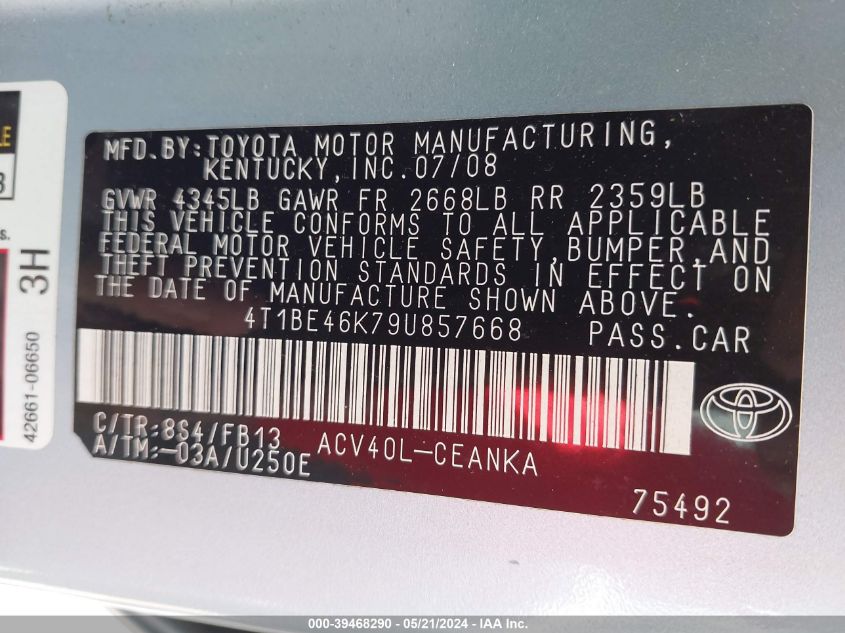 MFD.BY:TOYOTA MOTOR MANUFACTURING,
KENTUCKY,INC.07/08
GVWR 4345LB GAWR FR 2668LB RR 2359LB
THIS VEHICLE CONFORMS TO ALL APPLICABLE
FEDERAL MOTOR VEHICLE SAFETY,BUMPER,AND
THEFT PREVENTION STANDARDS IN EFFECT ON
THE DATE OF MANUFACTURE SHOWN ABOVE.
4T1BE46K79U857668 PASS.CAR
C/TR:8S4/FB13 ACV40L-CEANKA
A/TM:-03A/U250E
75492
3H
42661-06650
000-39468290 - 05/21/2024 - IAA Inc.